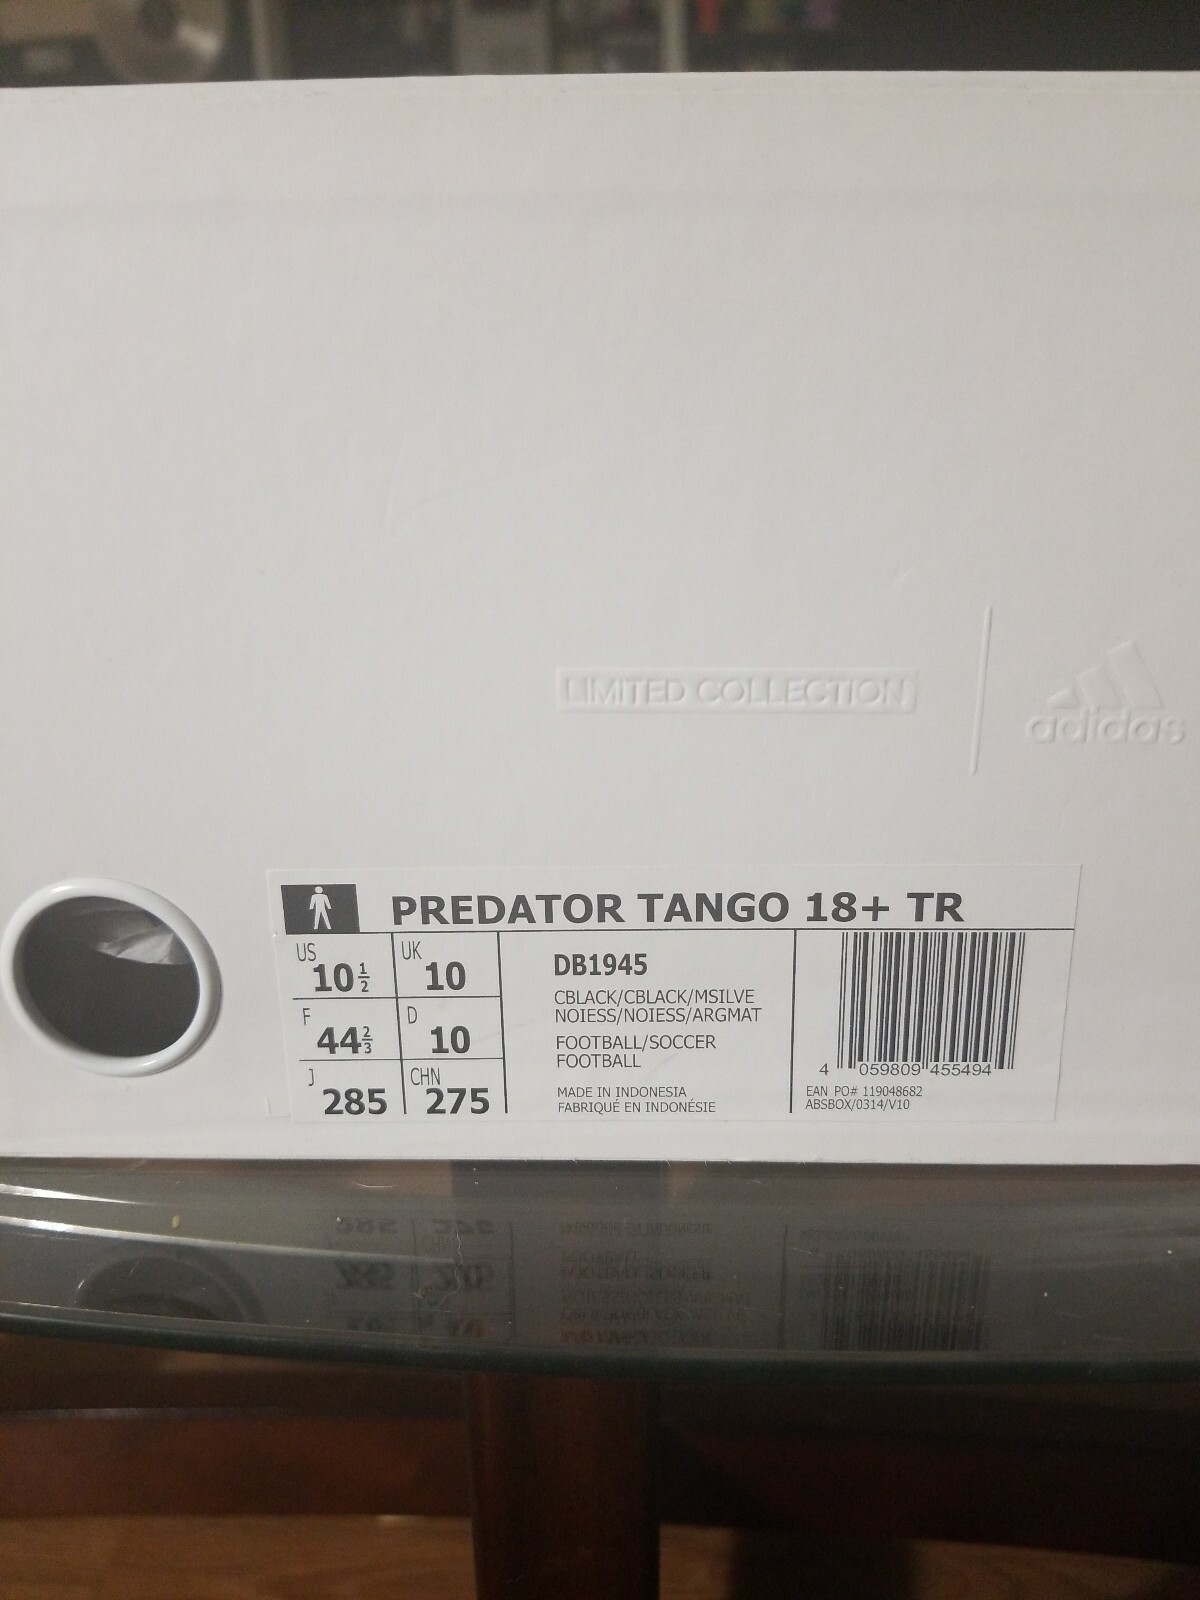 LIMITED COLLECTION
adidas
PREDATOR TANGO 18+ TR
US
10 1/2
UK
10
F
44 2/3
D
10
J
285
CHN
275
DB1945
CBLACK/CBLACK/MSILVE
NOIESS/NOIESS/ARGMAT
FOOTBALL/SOCCER
FOOTBALL
MADE IN INDONESIA
FABRIQUÉ EN INDONÉSIE
4 059809 455494
EAN PO# 119048682
ABSBOX/0314/V10